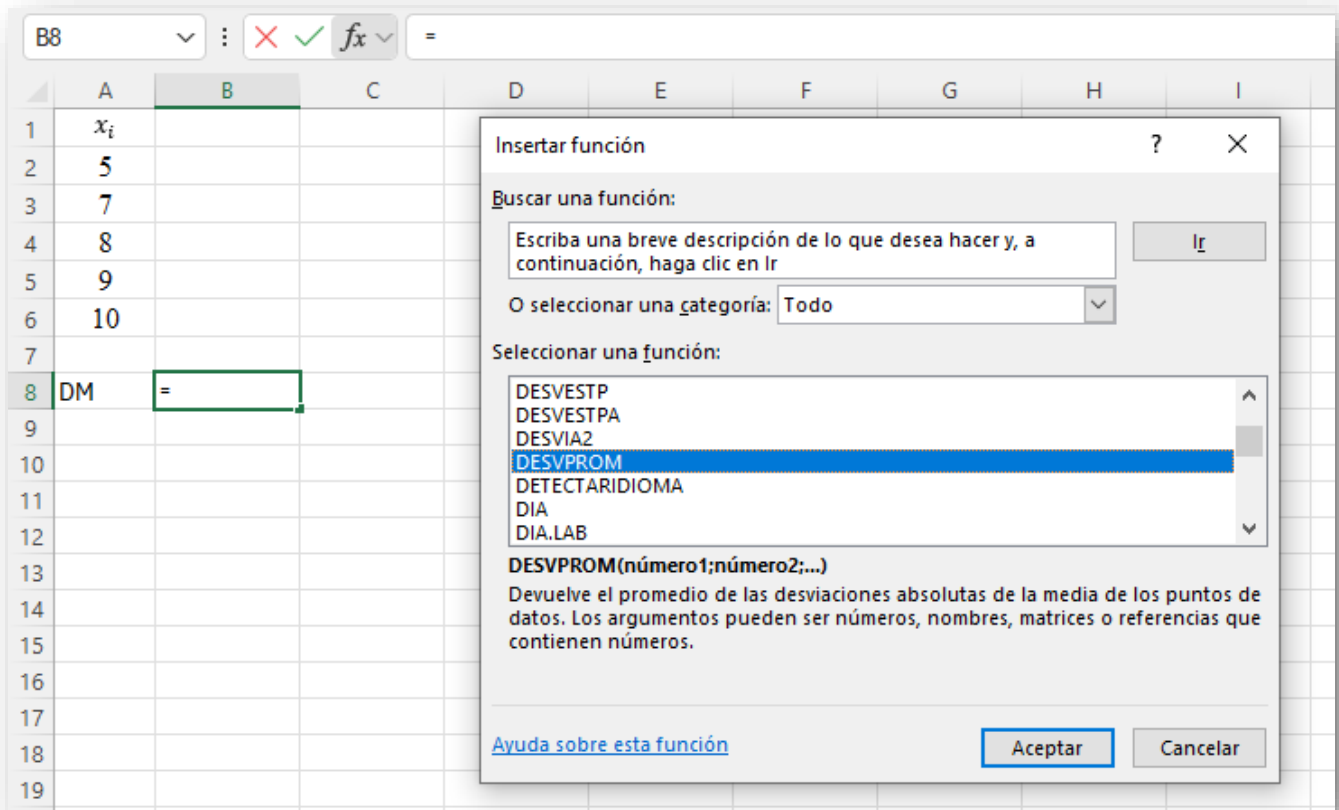 B8 fx =
A B C D E F G H I
1 xi
2 5
3 7
4 8
5 9
6 10
7
8 DM =
9
10
11
12
13
14
15
16
17
18
19
Insertar función ? X
Buscar una función:
Escriba una breve descripción de lo que desea hacer y, a
continuación, haga clic en Ir
Ir
O seleccionar una categoría: Todo
Seleccionar una función:
DESVESTP
DESVESTPA
DESVIA2
DESVPROM
DETECTARIDIOMA
DIA
DIA.LAB
DESVPROM(número1;número2;...)
Devuelve el promedio de las desviaciones absolutas de la media de los puntos de
datos. Los argumentos pueden ser números, nombres, matrices o referencias que
contienen números.
Ayuda sobre esta función
Aceptar Cancelar